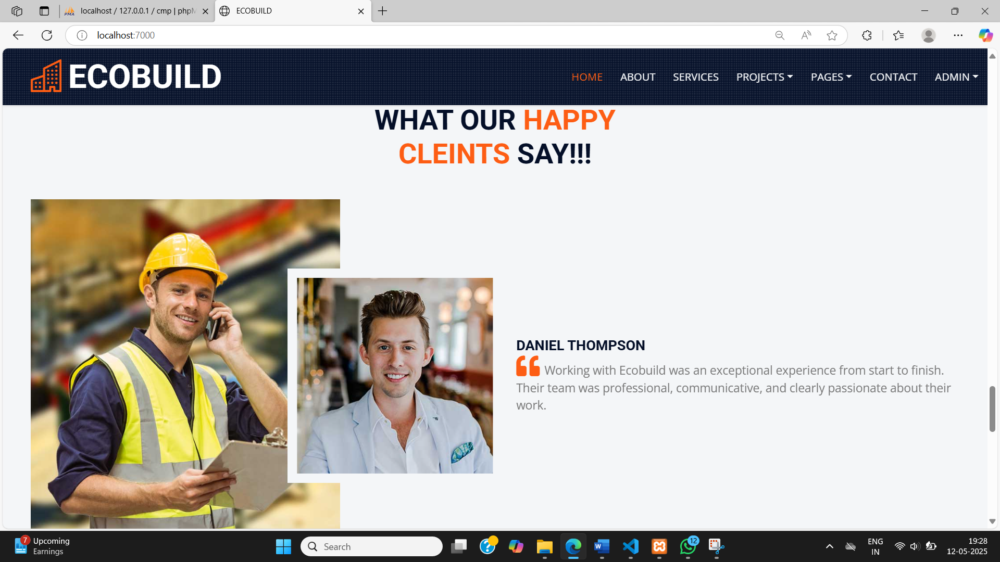 localhost / 127.0.0.1 / cmp | phpM
ECOBUILD
localhost:7000
ECOBUILD
HOME ABOUT SERVICES PROJECTS PAGES CONTACT ADMIN
WHAT OUR HAPPY
CLEINTS SAY!!!
DANIEL THOMPSON
Working with Ecobuild was an exceptional experience from start to finish.
Their team was professional, communicative, and clearly passionate about their
work.
7
Upcoming
Earnings
Search
12
ENG
IN
19:28
12-05-2025